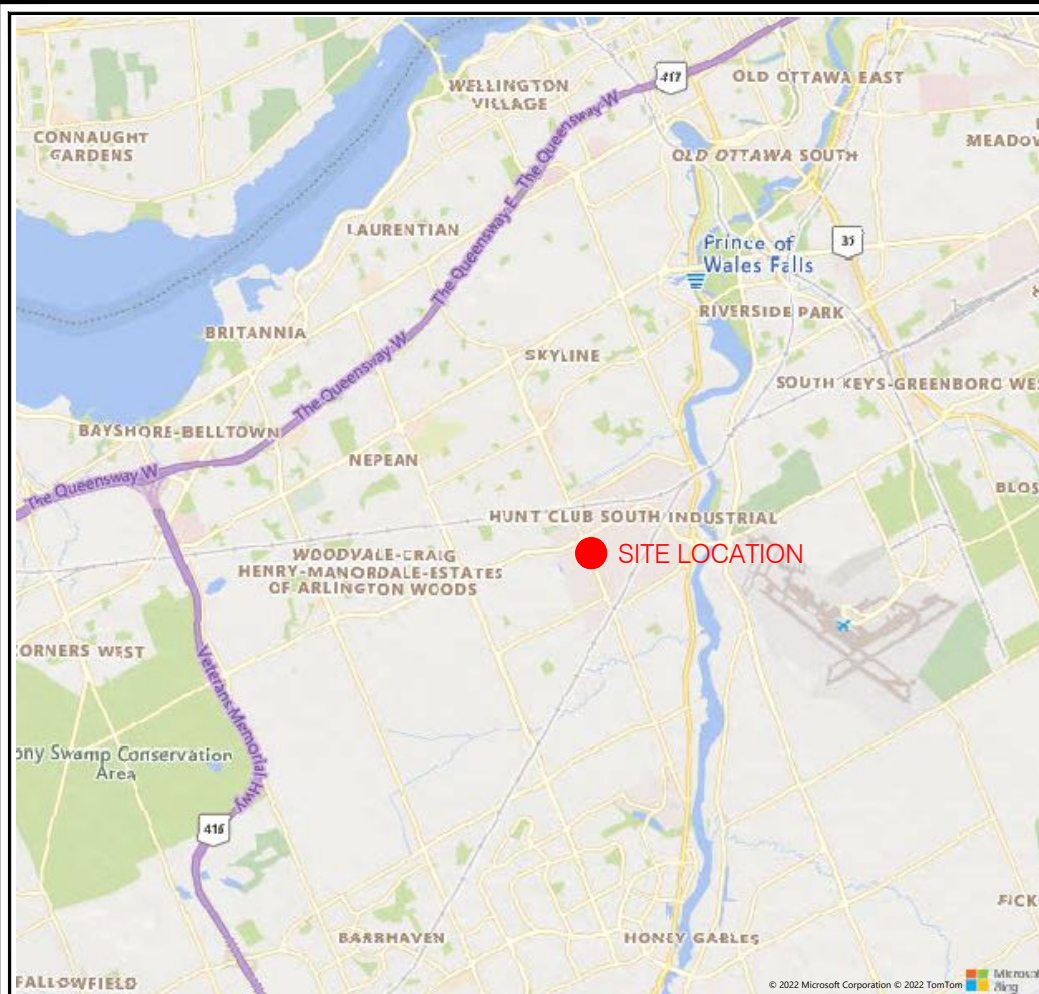 417
OLD OTTAWA EAST
WELLINGTON
VILLAGE
CONNAUGHT
GARDENS
MEADOW
OLD OTTAWA SOUTH
The Queensway W
The Queensway E
LAURENTIAN
Prince of
Wales Falls
31
BRITANNIA
RIVERSIDE PARK
The Queensway W
SKYLINE
SOUTH KEYS-GREENBORO WES
BAYSHORE-BELLTOWN
NEPEAN
The Queensway W
BLOS
HUNT CLUB SOUTH INDUSTRIAL
SITE LOCATION
WOODVALE-CRAIG
HENRY-MANORDALE-ESTATES
OF ARLINGTON WOODS
CORNERS WEST
Veterans Memorial Hwy
ony Swamp Conservation
Area
416
BARRHAVEN
HONEY GABLES
FALLOWFIELD
© 2022 Microsoft Corporation © 2022 TomTom
Microsof
Bing